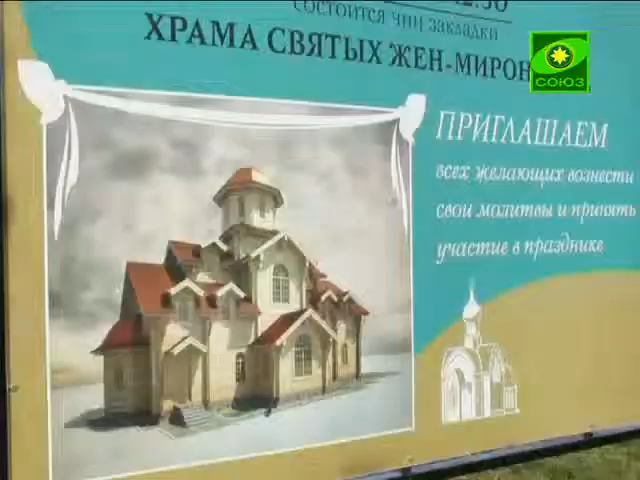 СОСТОИТСЯ ЧИН ЗАКЛАДКИ
ХРАМА СВЯТЫХ ЖЕН-МИРОН
СОЮЗ
ПРИГЛАШАЕМ
всех желающих вознести
свои молитвы и принять
участие в празднике